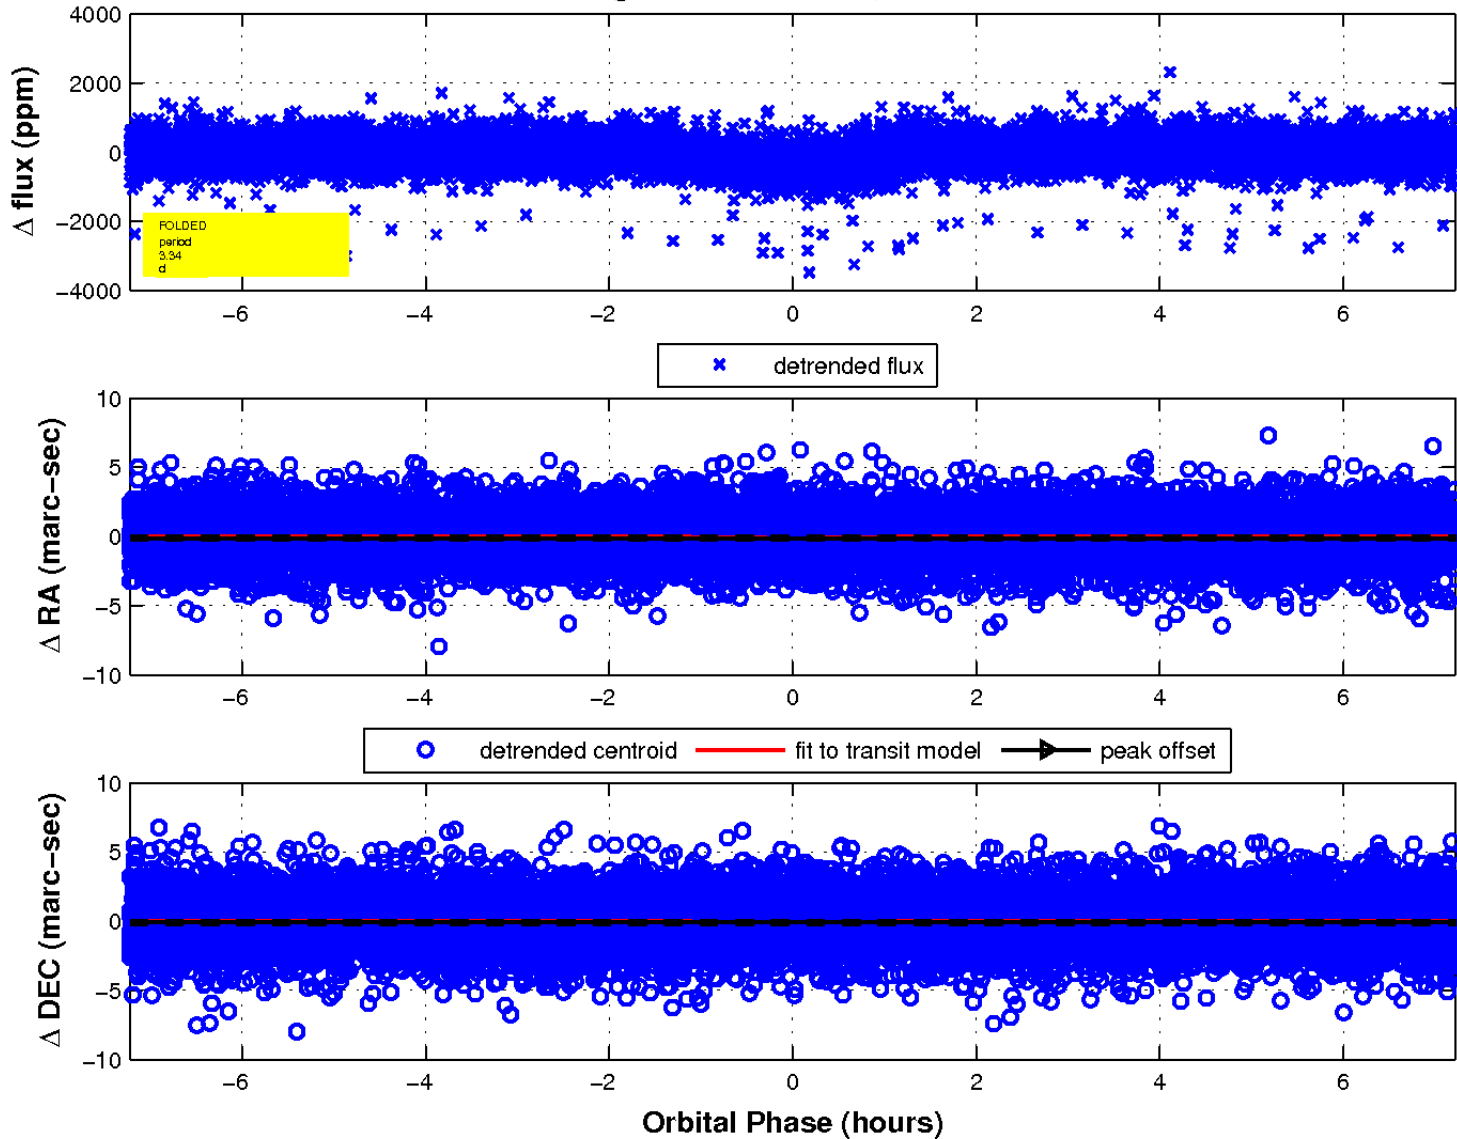 4000
2000
0
−2000
−4000
Δ flux (ppm)
FOLDED
period
3.34
d
−6 −4 −2 0 2 4 6
detrended flux
10
5
0
−5
−10
Δ RA (marc−sec)
−6 −4 −2 0 2 4 6
detrended centroid fit to transit model peak offset
10
5
0
−5
−10
Δ DEC (marc−sec)
−6 −4 −2 0 2 4 6
Orbital Phase (hours)